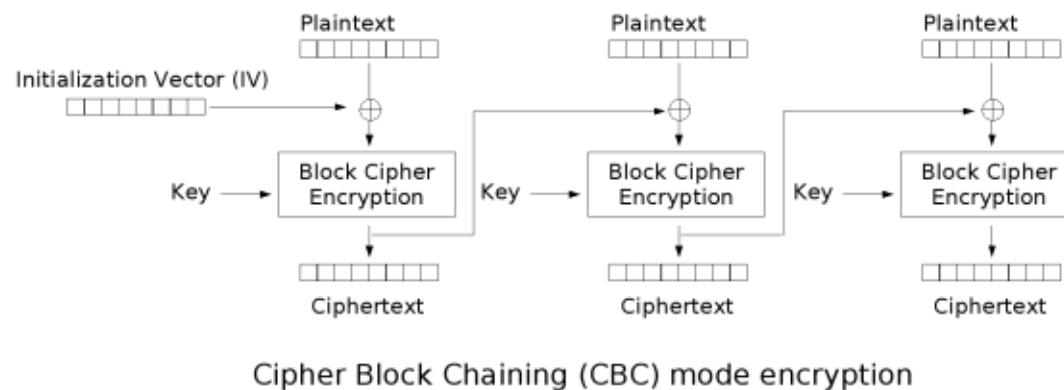 Plaintext
Plaintext
Plaintext
Initialization Vector (IV)
Key
Block Cipher
Encryption
Key
Block Cipher
Encryption
Key
Block Cipher
Encryption
Ciphertext
Ciphertext
Ciphertext
Cipher Block Chaining (CBC) mode encryption